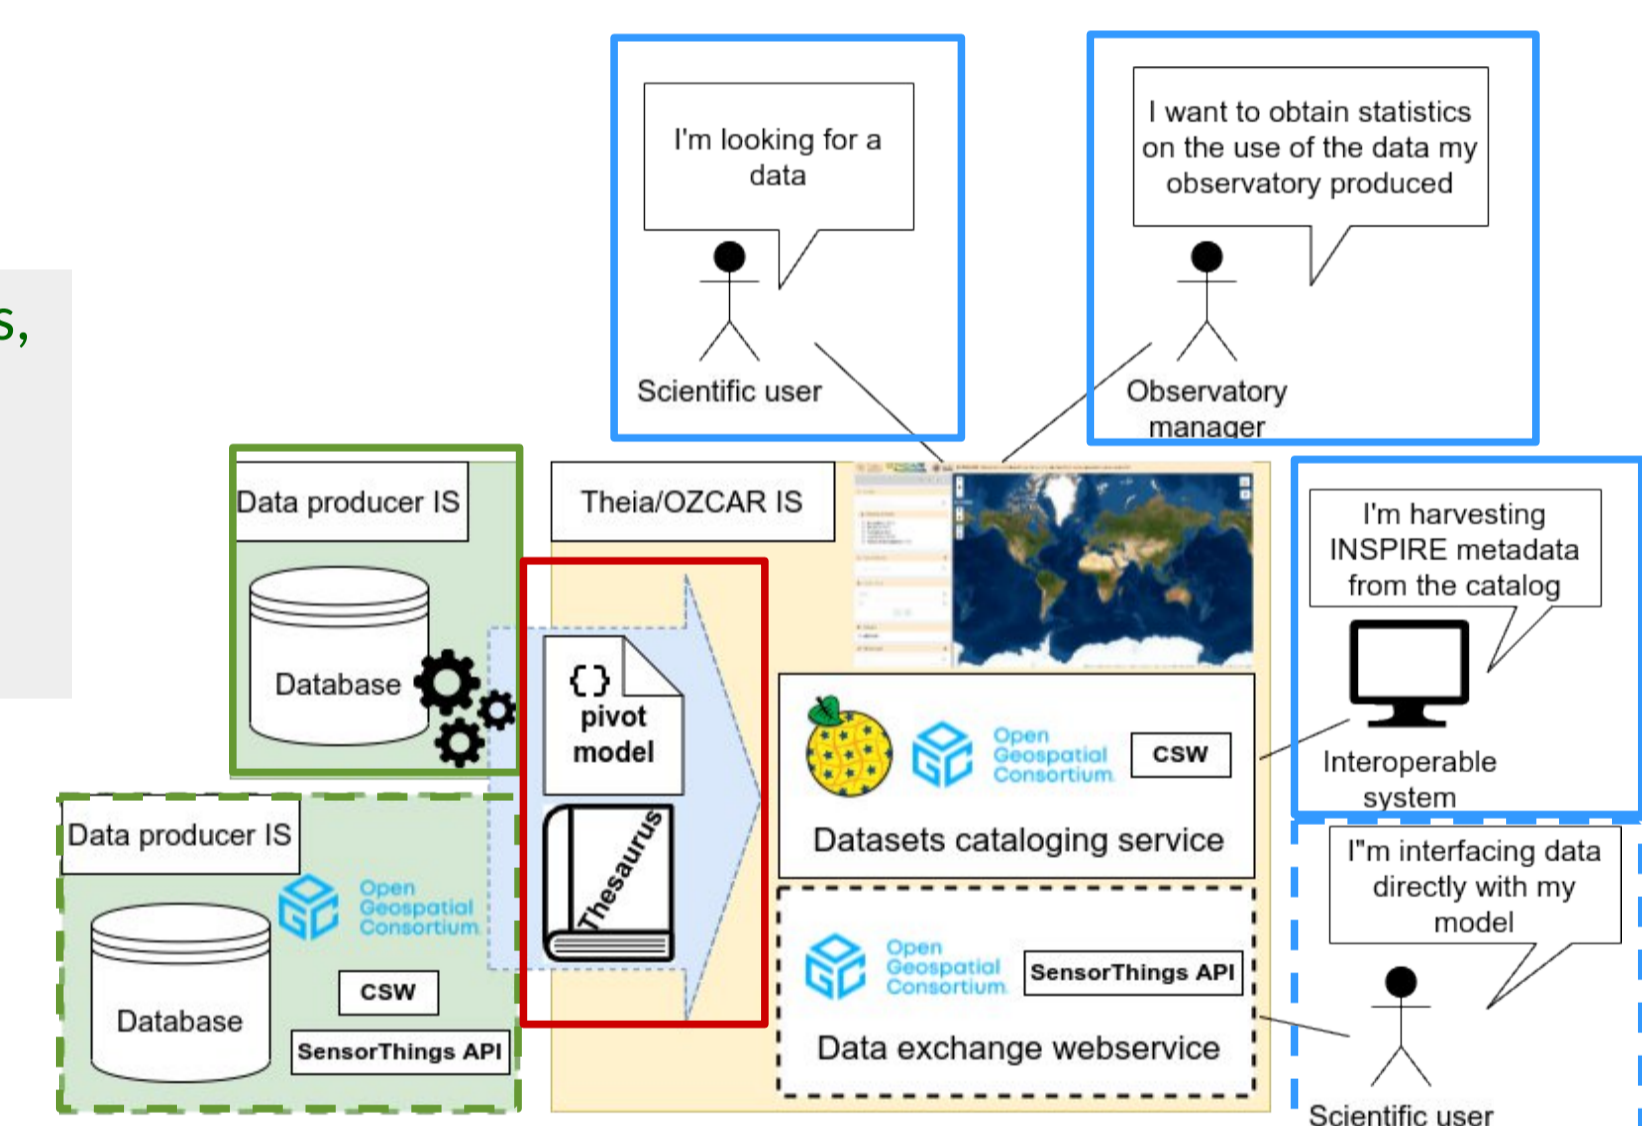 I'm looking for a
data
I want to obtain statistics
on the use of the data my
observatory produced
s,
Scientific user
Observatory
manager
Data producer IS
Theia/OZCAR IS
I'm harvesting
INSPIRE metadata
from the catalog
Database
{}
pivot
model
Open
Geospatial
Consortium
CSW
Datasets cataloging service
Interoperable
system
Data producer IS
Thesaurus
I"m interfacing data
directly with my
model
Open
Geospatial
Consortium
CSW
Database
SensorThings API
Open
Geospatial
Consortium
SensorThings API
Data exchange webservice
Scientific user